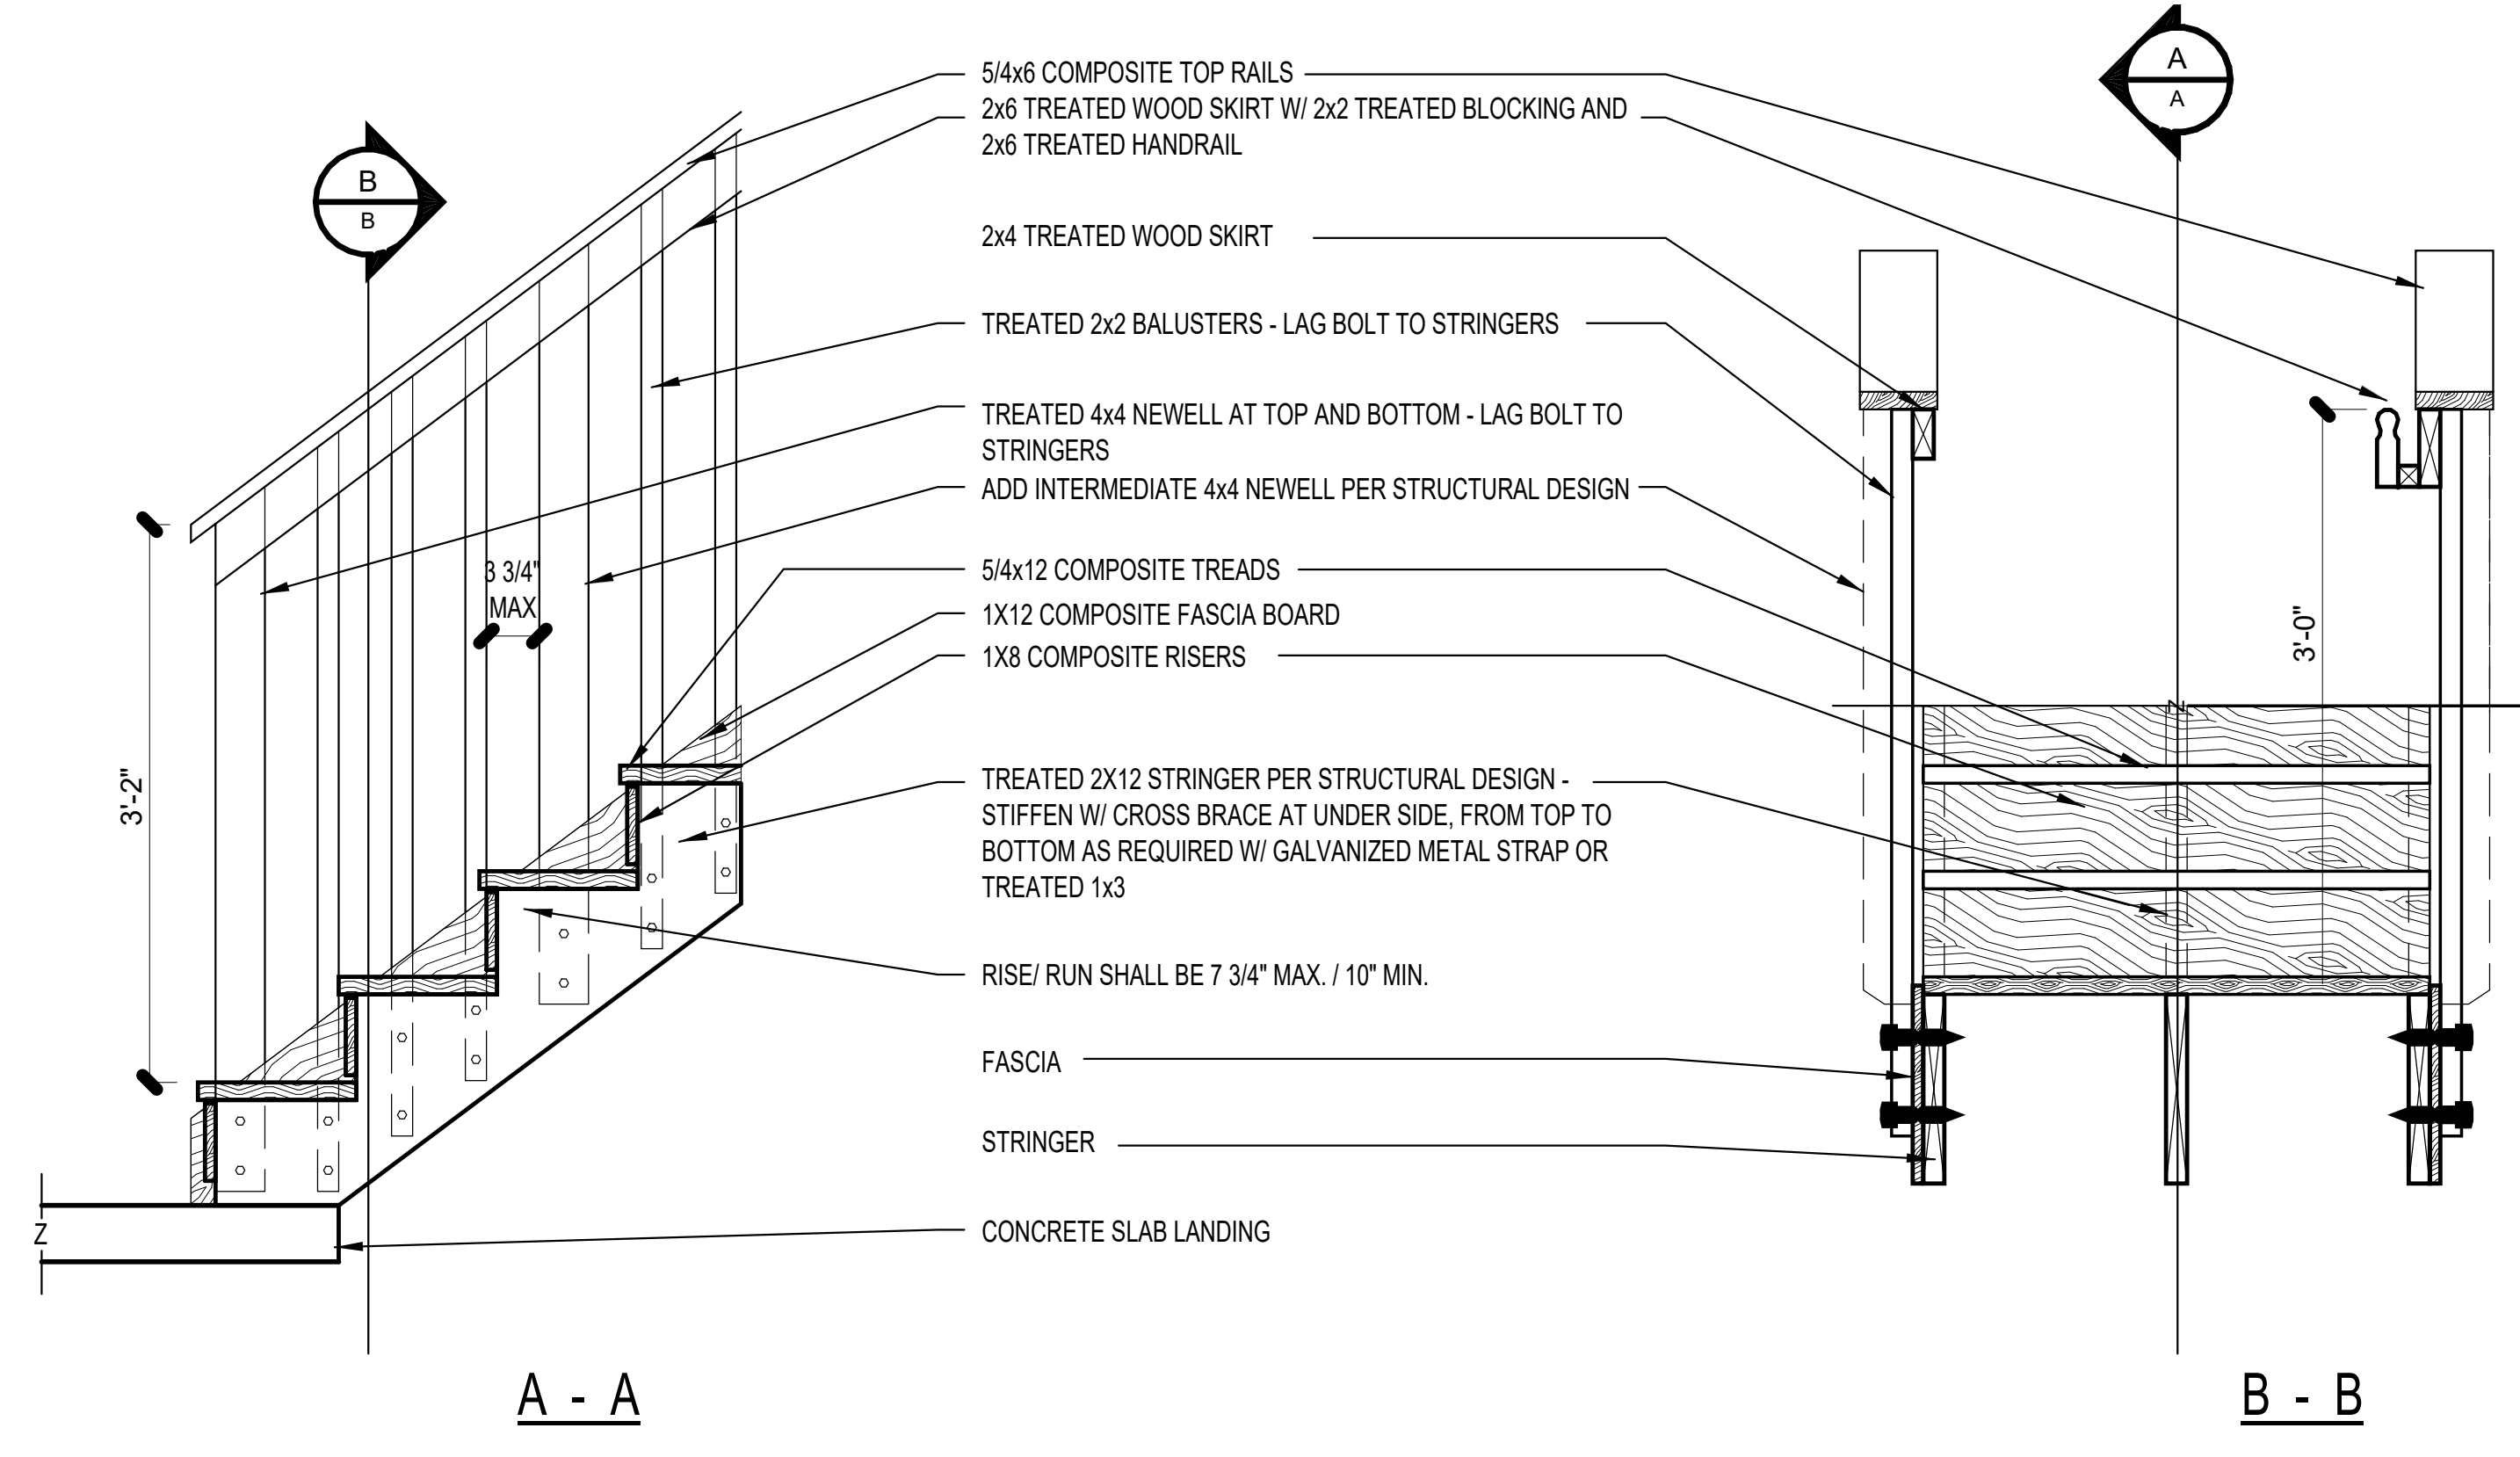 A
A
5/4x6 COMPOSITE TOP RAILS
2x6 TREATED WOOD SKIRT W/ 2x2 TREATED BLOCKING AND
2x6 TREATED HANDRAIL
B
B
2x4 TREATED WOOD SKIRT
TREATED 2x2 BALUSTERS - LAG BOLT TO STRINGERS
TREATED 4x4 NEWELL AT TOP AND BOTTOM - LAG BOLT TO
STRINGERS
ADD INTERMEDIATE 4x4 NEWELL PER STRUCTURAL DESIGN
3 3/4"
MAX
5/4x12 COMPOSITE TREADS
1X12 COMPOSITE FASCIA BOARD
1X8 COMPOSITE RISERS
3'-0"
3'-2"
Z
TREATED 2X12 STRINGER PER STRUCTURAL DESIGN -
STIFFEN W/ CROSS BRACE AT UNDER SIDE, FROM TOP TO
BOTTOM AS REQUIRED W/ GALVANIZED METAL STRAP OR
TREATED 1x3
RISE/ RUN SHALL BE 7 3/4" MAX. / 10" MIN.
FASCIA
STRINGER
CONCRETE SLAB LANDING
Z
A - A
B - B